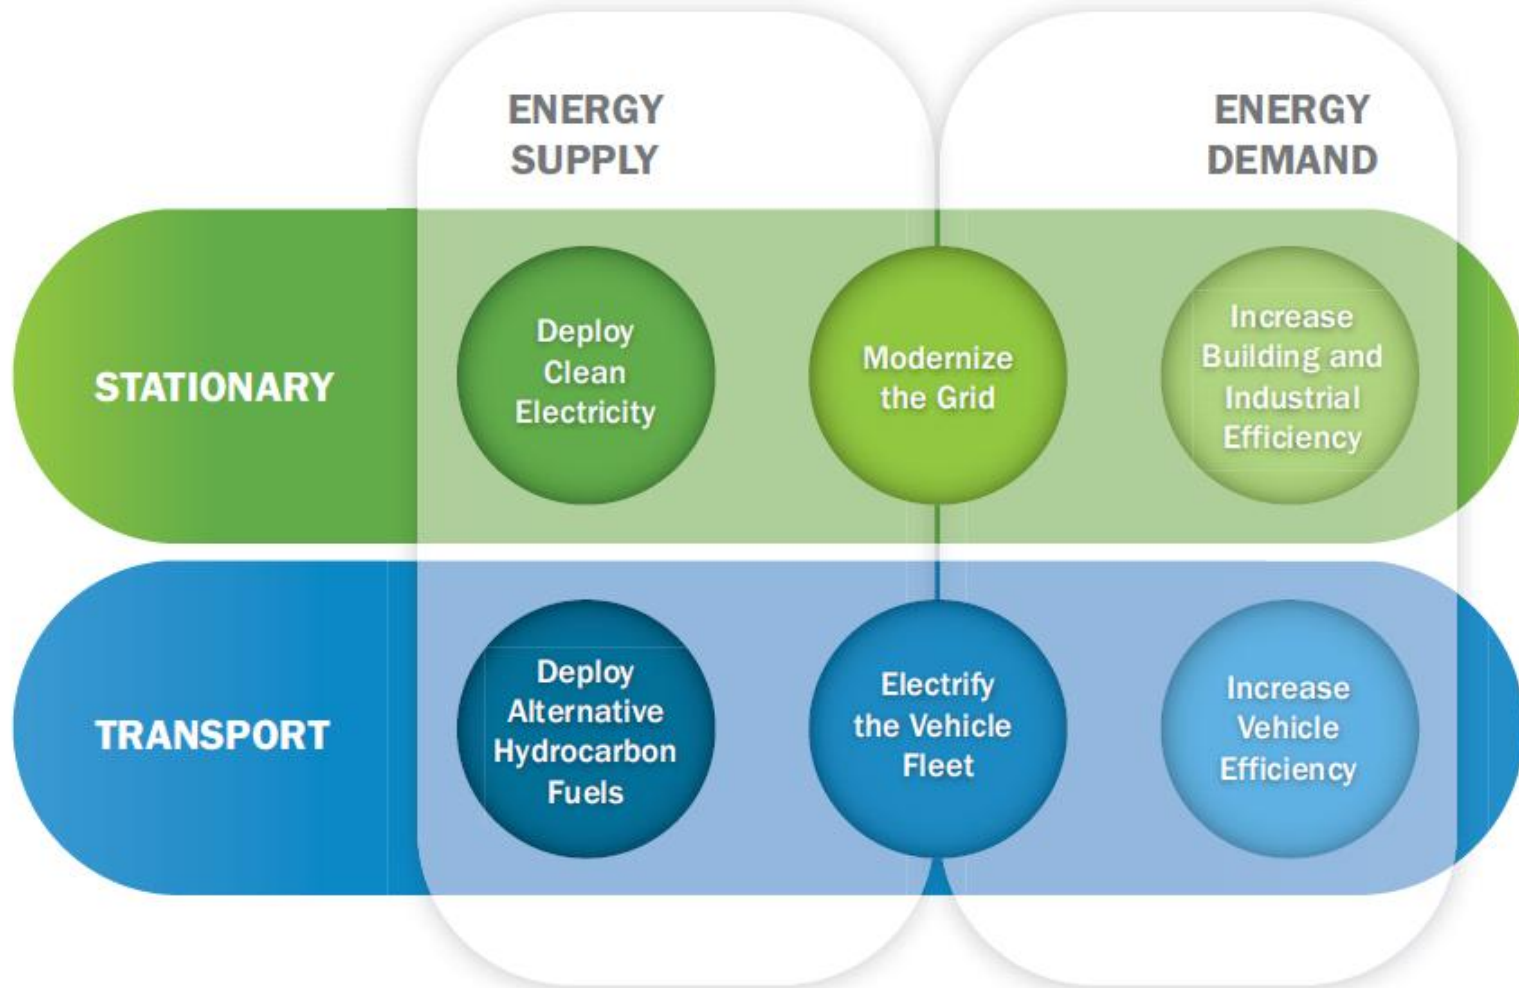 ENERGY
SUPPLY
ENERGY
DEMAND
STATIONARY
Deploy
Clean
Electricity
Modernize
the Grid
Increase
Building and
Industrial
Efficiency
TRANSPORT
Deploy
Alternative
Hydrocarbon
Fuels
Electrify
the Vehicle
Fleet
Increase
Vehicle
Efficiency